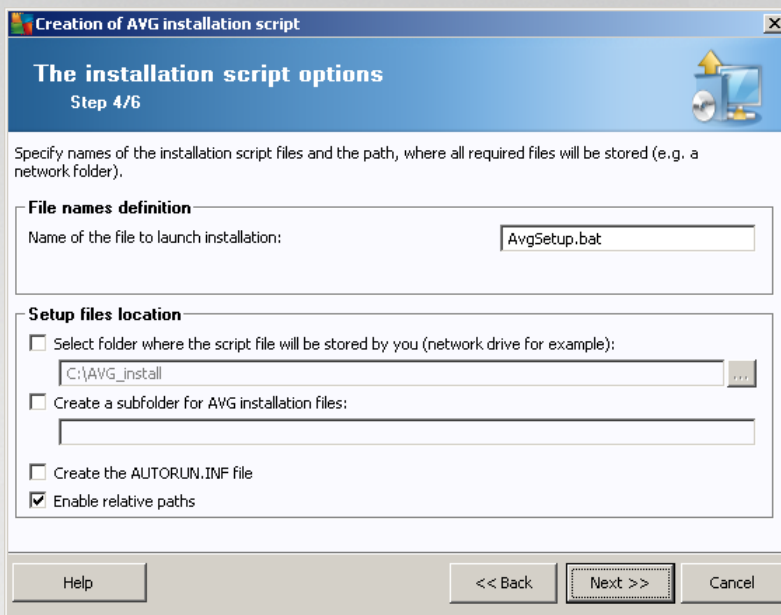 Creation of AVG installation script
The installation script options
Step 4/6
Specify names of the installation script files and the path, where all required files will be stored (e.g. a
network folder).
File names definition
Name of the file to launch installation:
AvgSetup.bat
Setup files location
Select folder where the script file will be stored by you (network drive for example):
C:\AVG_install
...
Create a subfolder for AVG installation files:
Create the AUTORUN.INF file
Enable relative paths
Help
<< Back
Next >>
Cancel